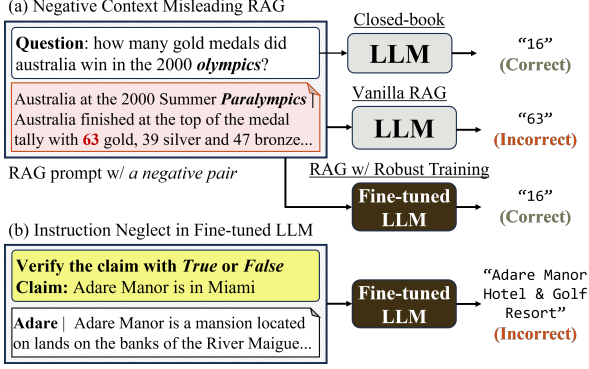 (a) Negative Context Misleading RAG
Question: how many gold medals did
australia win in the 2000 olympics?
Australia at the 2000 Summer Paralympics |
Australia finished at the top of the medal
tally with 63 gold, 39 silver and 47 bronze...
RAG prompt w/ a negative pair
Closed-book
LLM
"16"
(Correct)
Vanilla RAG
LLM
"63"
(Incorrect)
RAG w/ Robust Training
Fine-tuned
LLM
"16"
(Correct)
(b) Instruction Neglect in Fine-tuned LLM
Verify the claim with True or False
Claim: Adare Manor is in Miami
Adare | Adare Manor is a mansion located
on lands on the banks of the River Maigue...
Fine-tuned
LLM
"Adare Manor
Hotel & Golf
Resort"
(Incorrect)